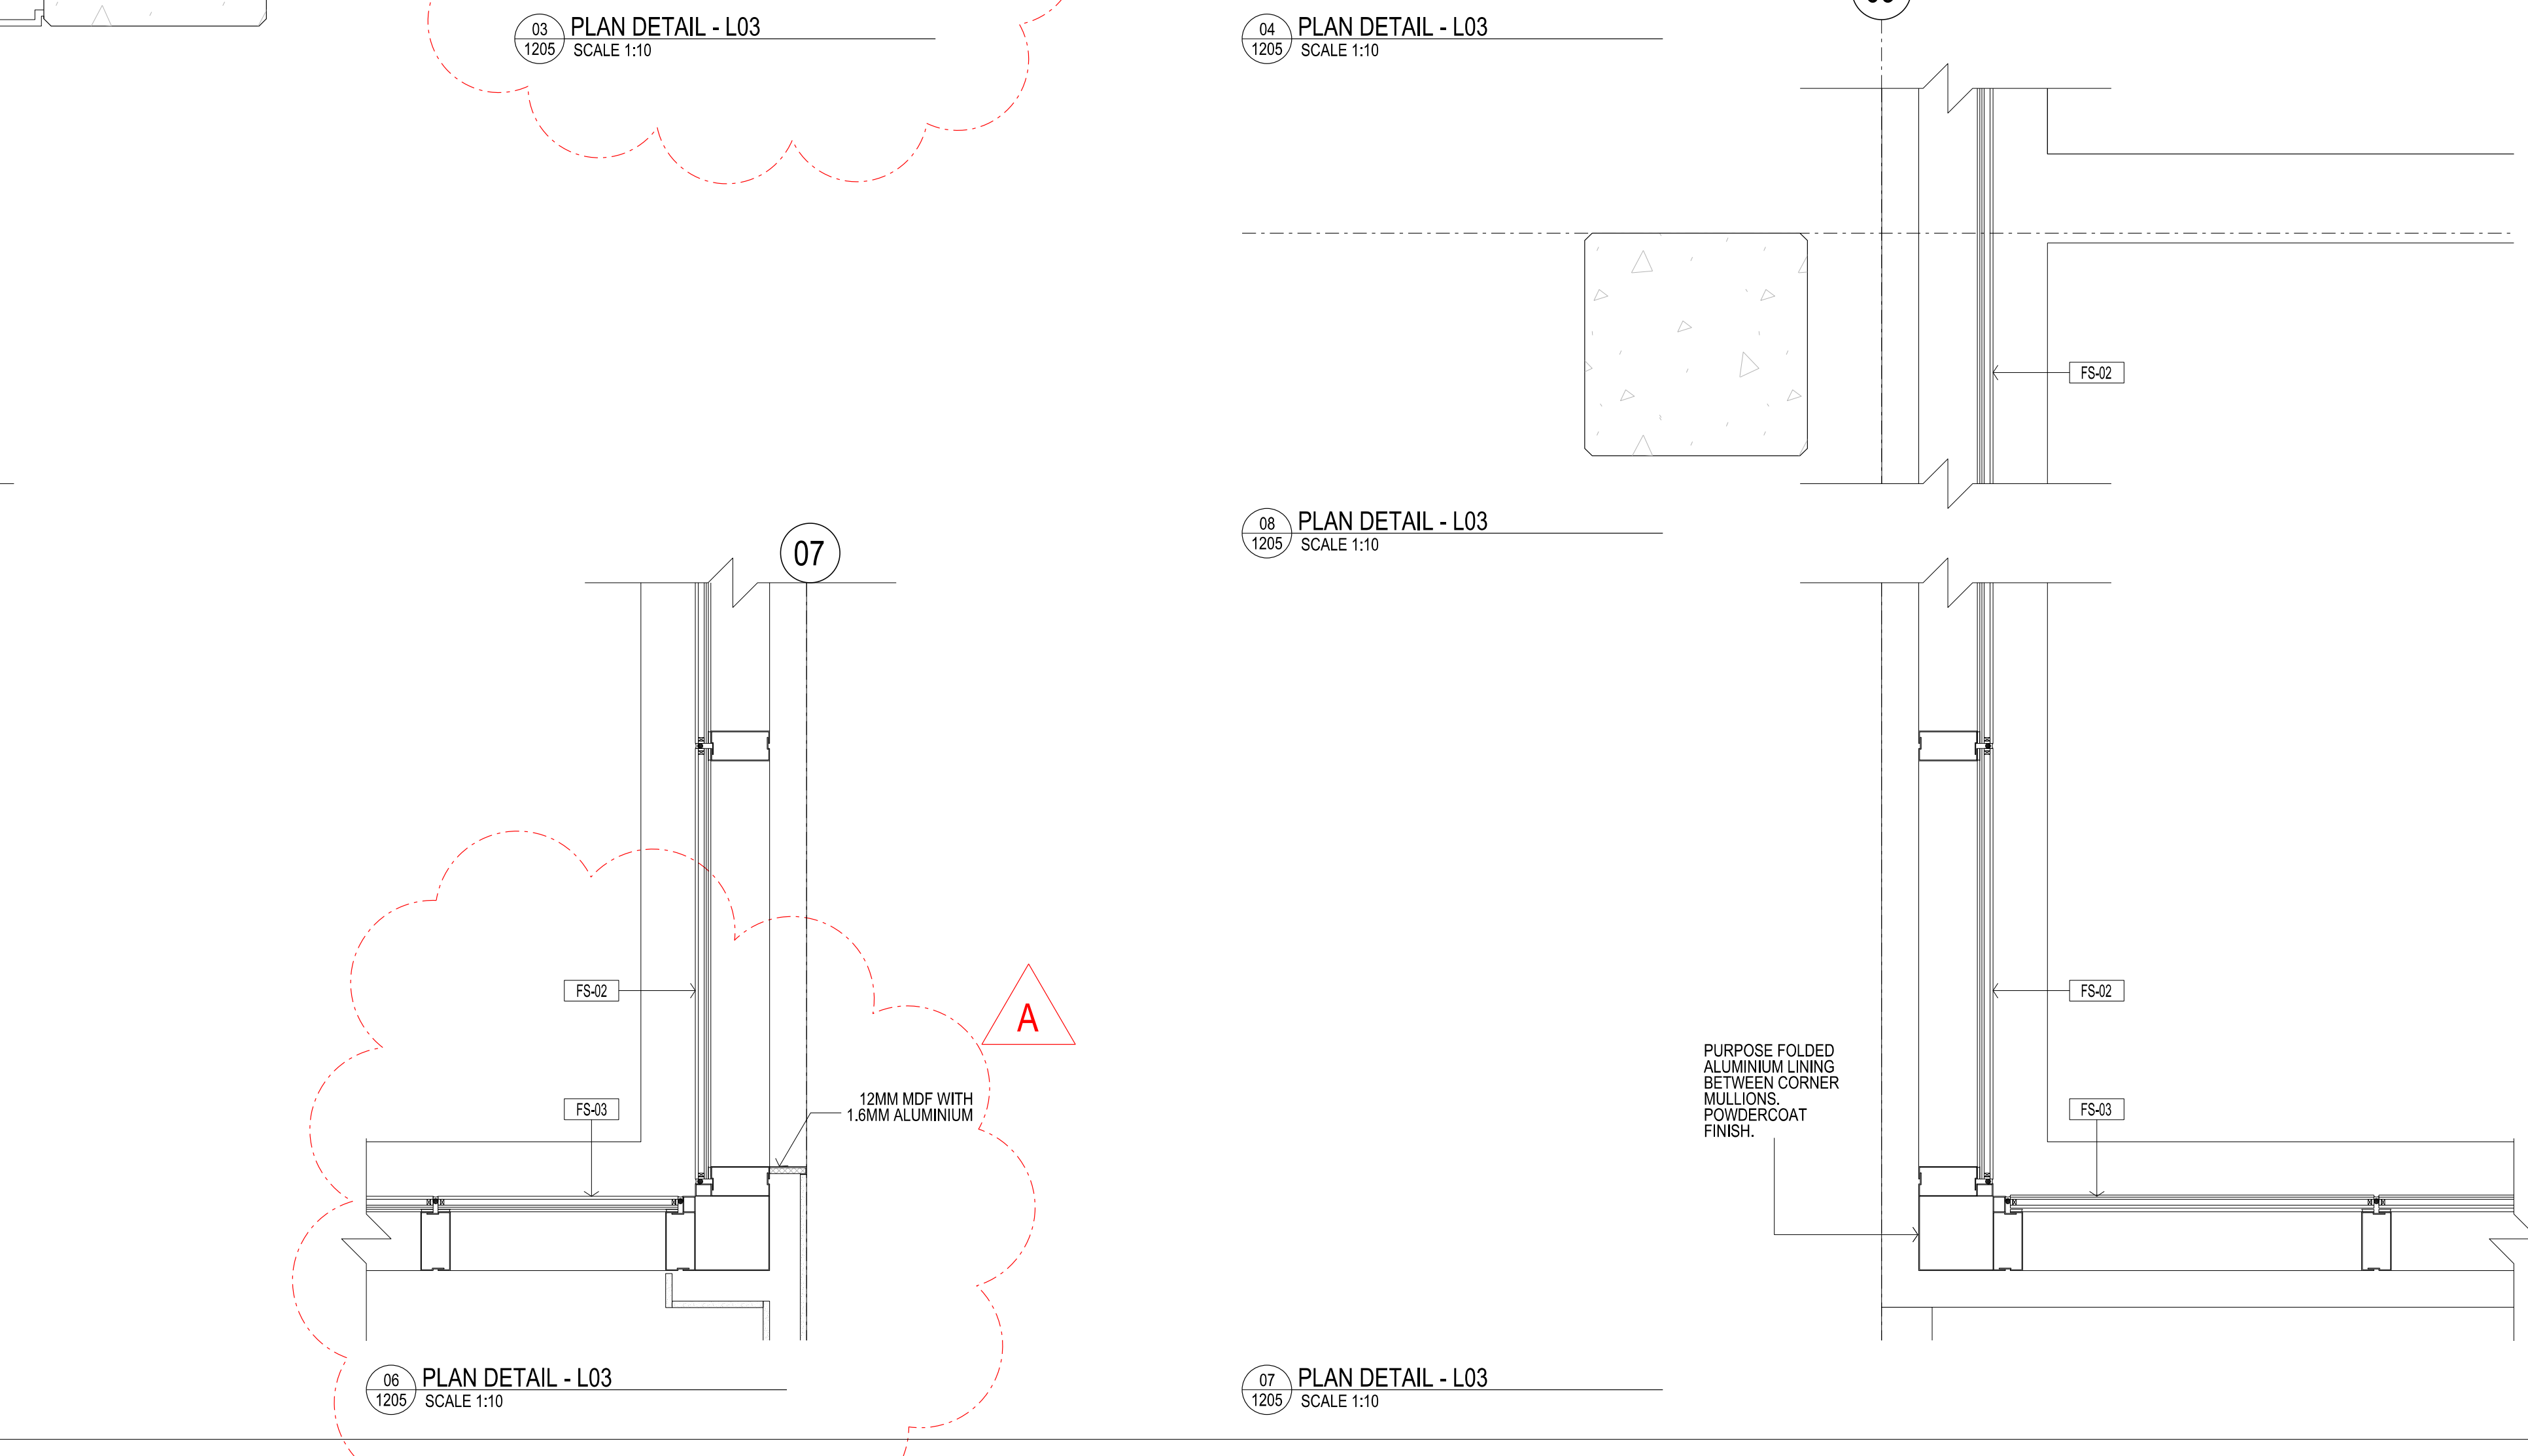 03 PLAN DETAIL - L03
1205 SCALE 1:10
04 PLAN DETAIL - L03
1205 SCALE 1:10
FS-02
08 PLAN DETAIL - L03
1205 SCALE 1:10
07
FS-02
A
12MM MDF WITH
1.6MM ALUMINIUM
FS-03
FS-02
PURPOSE FOLDED
ALUMINIUM LINING
BETWEEN CORNER
MULLIONS.
POWDERCOAT
FINISH.
FS-03
06 PLAN DETAIL - L03
1205 SCALE 1:10
07 PLAN DETAIL - L03
1205 SCALE 1:10